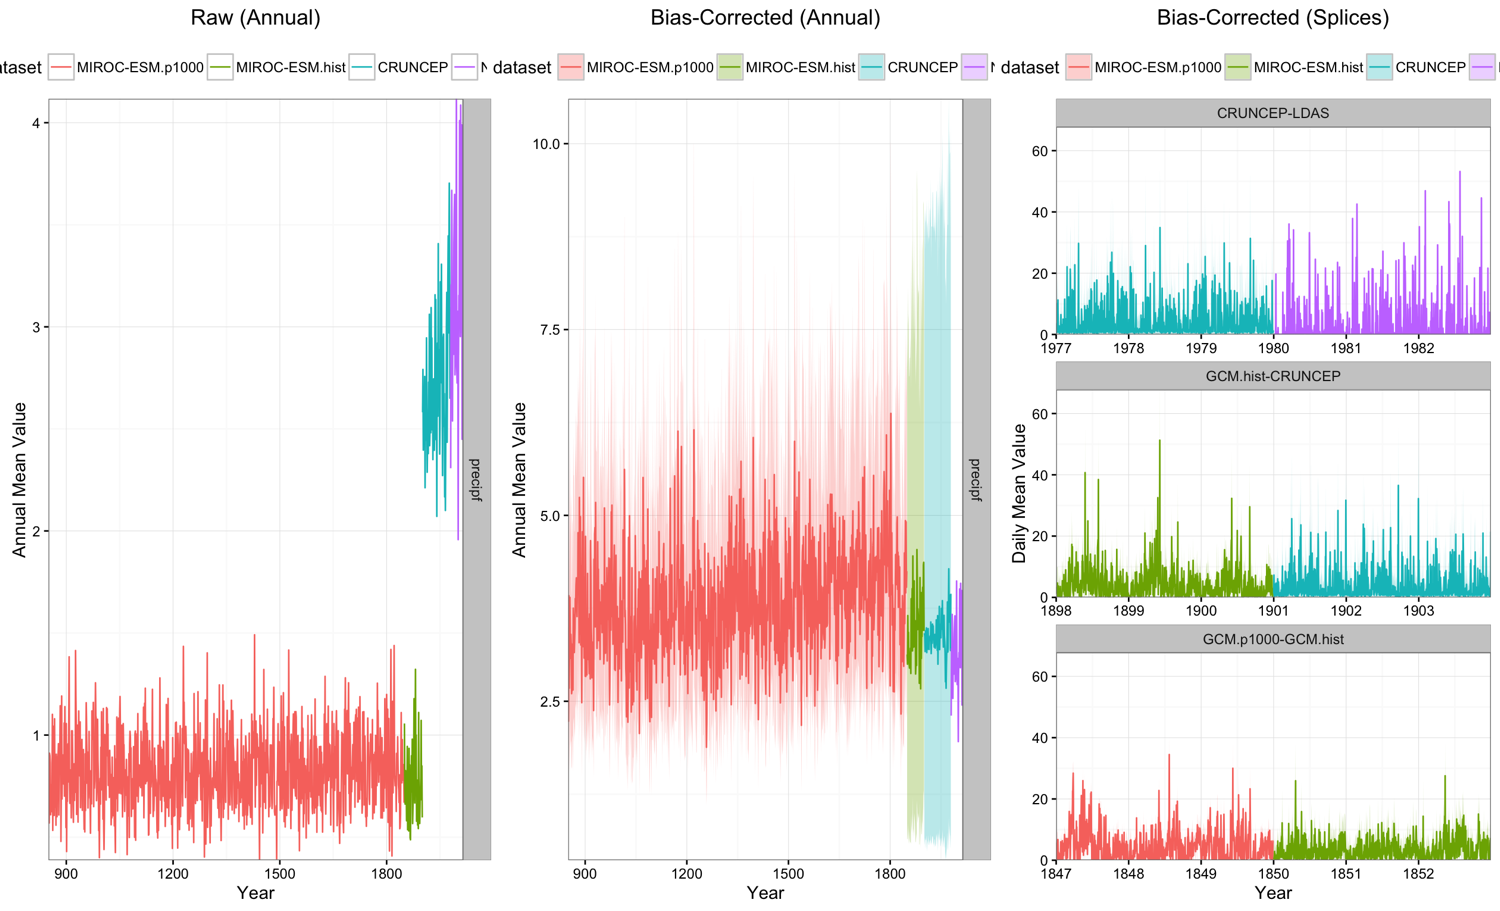 Raw (Annual)
Bias-Corrected (Annual)
Bias-Corrected (Splices)
ataset MIROC-ESM.p1000 MIROC-ESM.hist CRUNCEP
dataset MIROC-ESM.p1000 MIROC-ESM.hist CRUNCEP
dataset MIROC-ESM.p1000 MIROC-ESM.hist CRUNCEP
Annual Mean Value
4
3
2
1
precipf
900 1200 1500 1800
Year
Annual Mean Value
10.0
7.5
5.0
2.5
precipf
900 1200 1500 1800
Year
Daily Mean Value
CRUNCEP-LDAS
60
40
20
0
1977 1978 1979 1980 1981 1982
GCM.hist-CRUNCEP
60
40
20
0
1898 1899 1900 1901 1902 1903
GCM.p1000-GCM.hist
60
40
20
0
1847 1848 1849 1850 1851 1852
Year